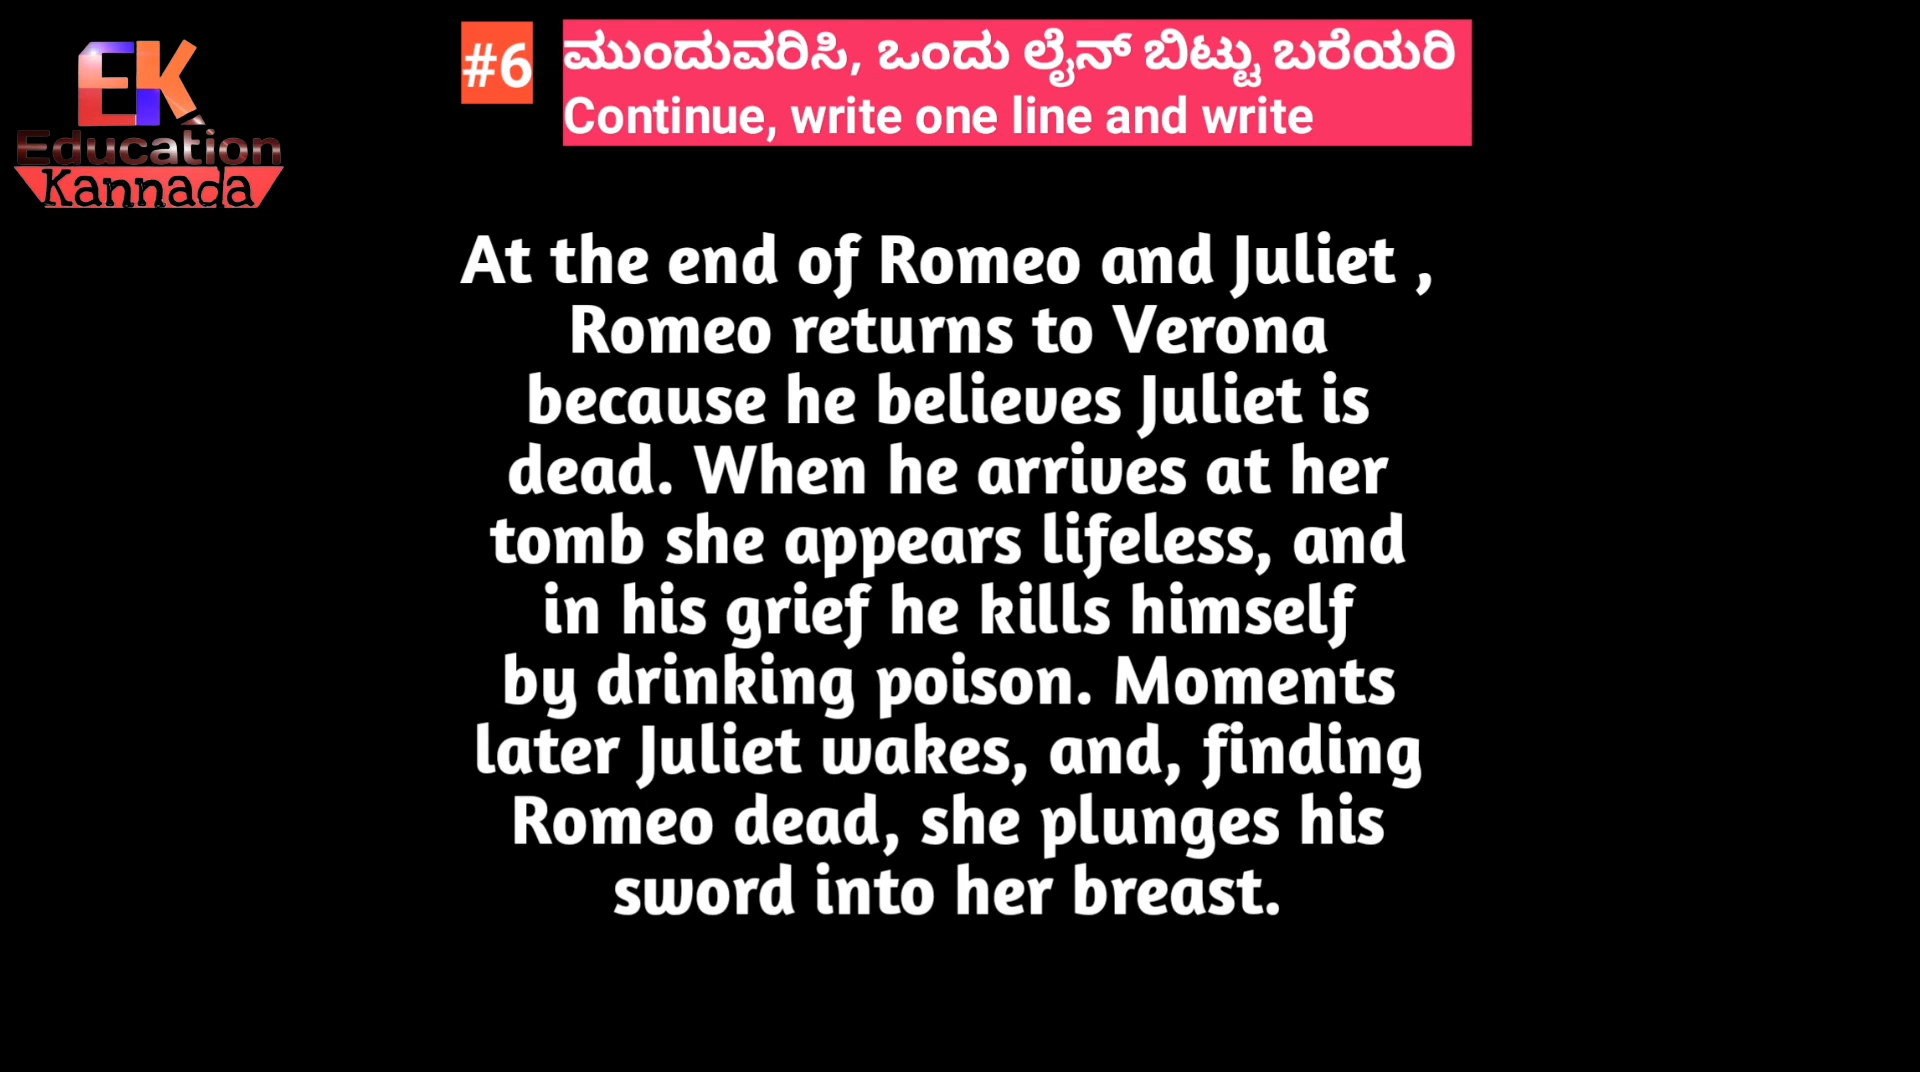 EK
Education
Kannada
#6
ಮುಂದುವರಿಸಿ, ಒಂದು ಲೈನ್ ಬಿಟ್ಟು ಬರೆಯರಿ
Continue, write one line and write
At the end of Romeo and Juliet ,
Romeo returns to Verona
because he believes Juliet is
dead. When he arrives at her
tomb she appears lifeless, and
in his grief he kills himself
by drinking poison. Moments
later Juliet wakes, and, finding
Romeo dead, she plunges his
sword into her breast.